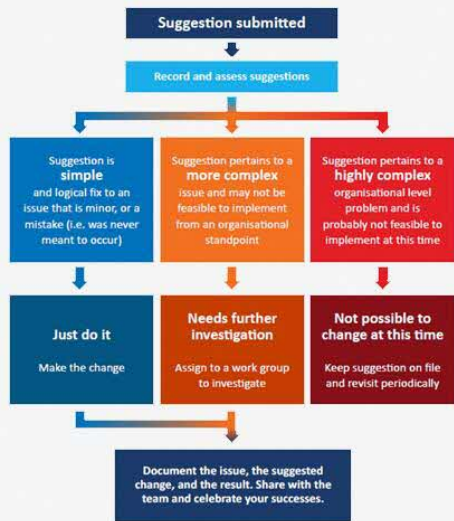 Suggestion submitted
Record and assess suggestions
Suggestion is
simple
and logical fix to an
issue that is minor, or a
mistake (i.e. was never
meant to occur)
Suggestion pertains to a
more complex
issue and may not be
feasible to implement
from an organisational
standpoint
Suggestion pertains to a
highly complex
organisational level
problem and is
probably not feasible to
implement at this time
Just do it
Make the change
Needs further
investigation
Assign to a work group
to investigate
Not possible to
change at this time
Keep suggestion on file
and revisit periodically
Document the issue, the suggested
change, and the result. Share with the
team and celebrate your successes.